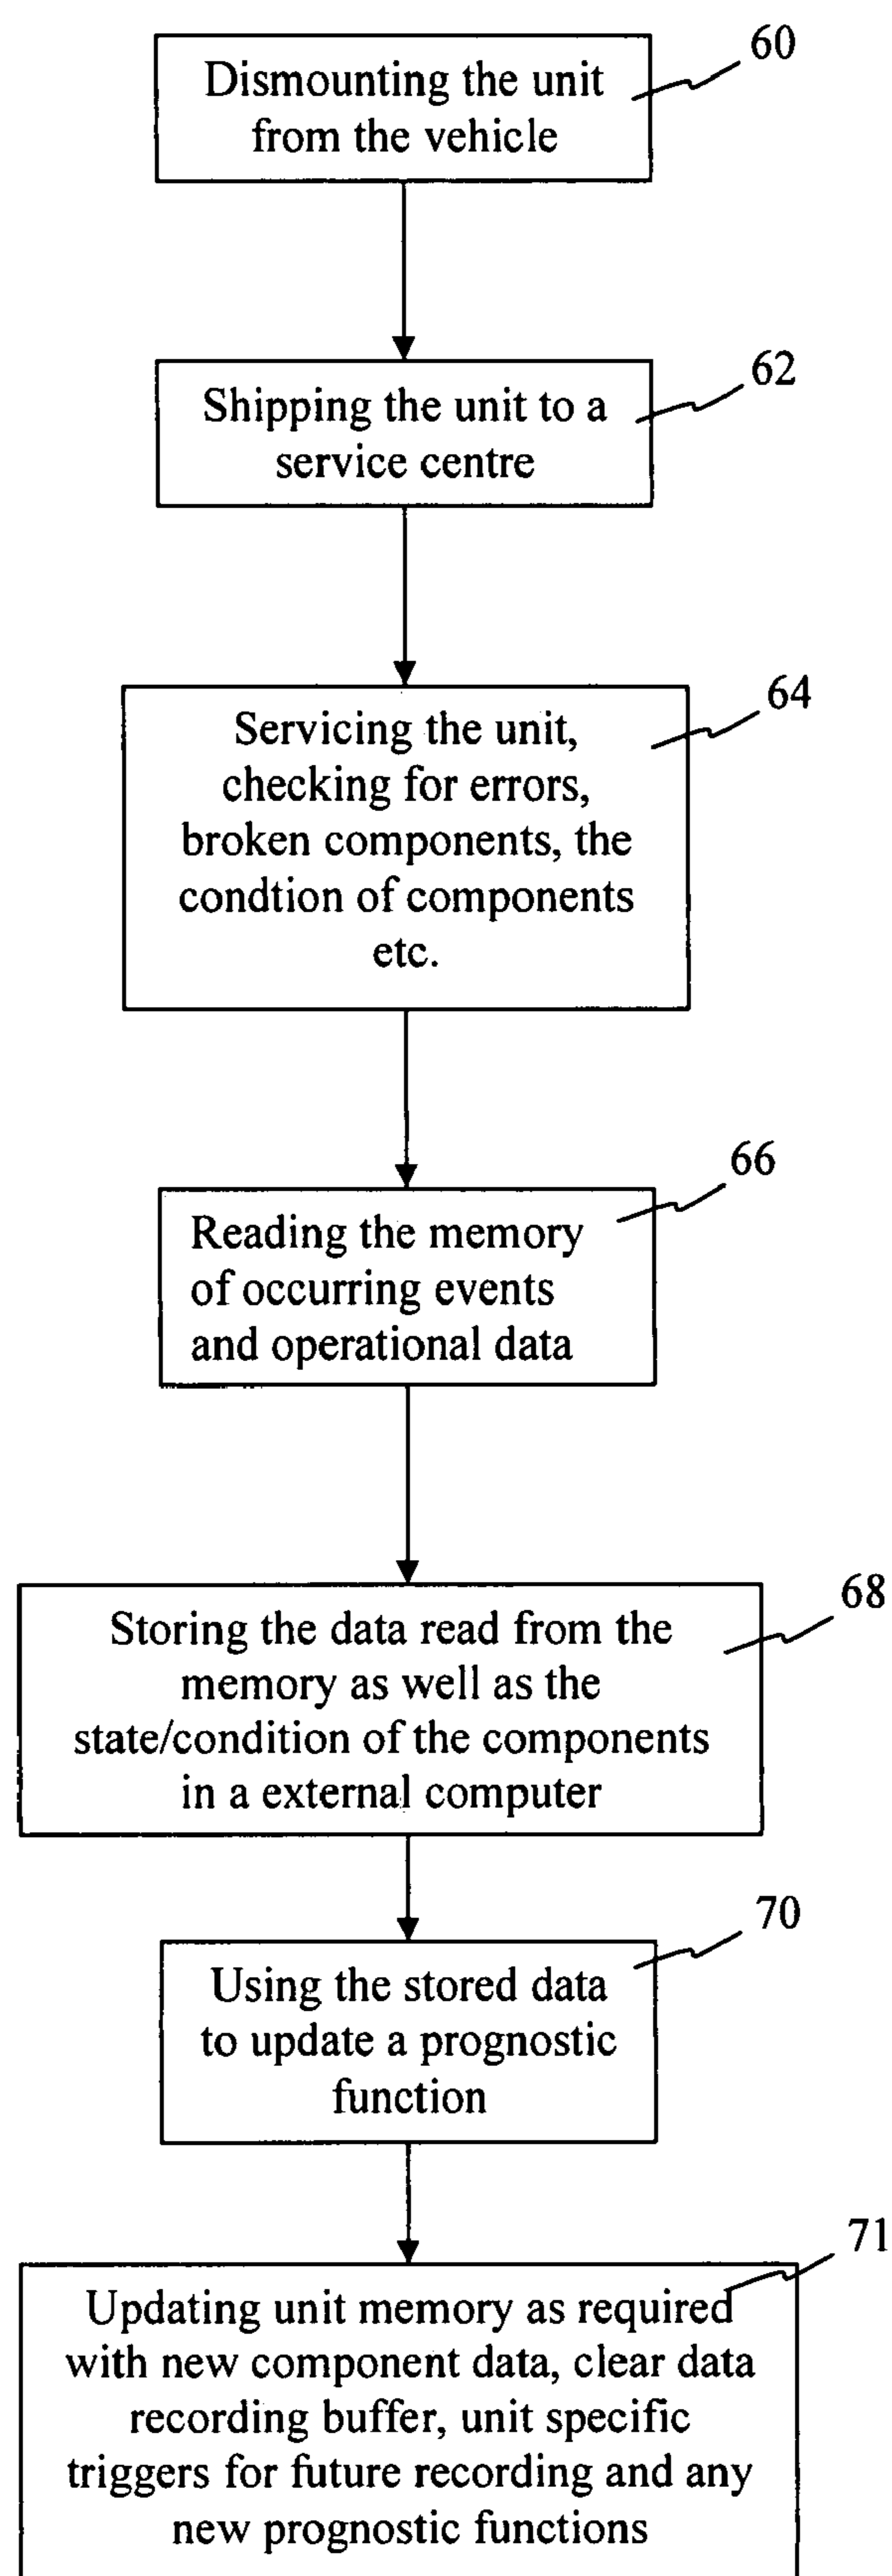 60
Dismounting the unit
from the vehicle
62
Shipping the unit to a
service centre
64
Servicing the unit,
checking for errors,
broken components, the
condtion of components
etc.
66
Reading the memory
of occurring events
and operational data
68
Storing the data read from the
memory as well as the
state/condition of the components
in a external computer
70
Using the stored data
to update a prognostic
function
71
Updating unit memory as required
with new component data, clear data
recording buffer, unit specific
triggers for future recording and any
new prognostic functions